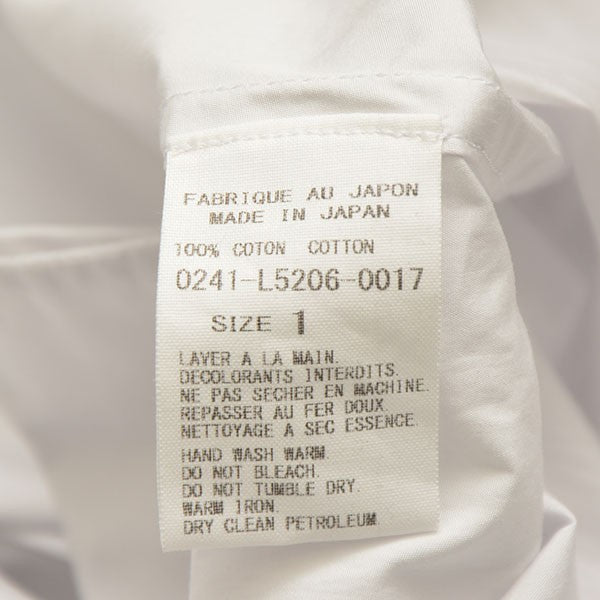 FABRIQUE AU JAPON
MADE IN JAPAN
100% COTON COTTON
0241-L5206-0017
SIZE 1
LAVER A LA MAIN.
DECOLORANTS INTERDITS.
NE PAS SECHER EN MACHINE.
REPASSER AU FER DOUX.
NETTOYAGE A SEC ESSENCE.
HAND WASH WARM
DO NOT BLEACH.
DO NOT TUMBLE DRY.
WARM IRON.
DRY CLEAN PETROLEUM.